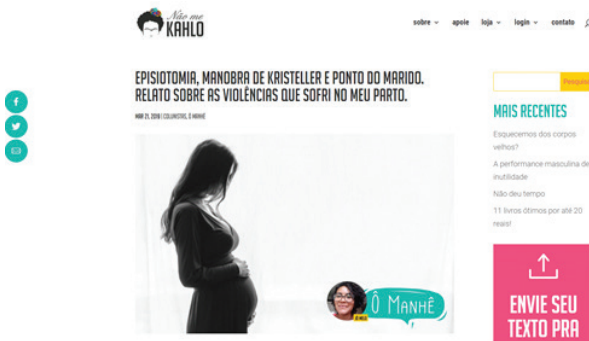 Não me
KAHLO
sobre
apoie
loja
login
contato
EPISIOTOMIA, MANOBRA DE KRISTELLER E PONTO DO MARIDO.
RELATO SOBRE AS VIOLÊNCIAS QUE SOFRI NO MEU PARTO.
MAR 21, 2016 | COLUNISTAS, Ô MANHÊ
Pesquisa
MAIS RECENTES
Esquecemos dos corpos
velhos?
A performance masculina de
inutilidade
Não deu tempo
11 livros ótimos por até 20
reais!
Ô MANHÊ
ENVIE SEU
TEXTO PRA